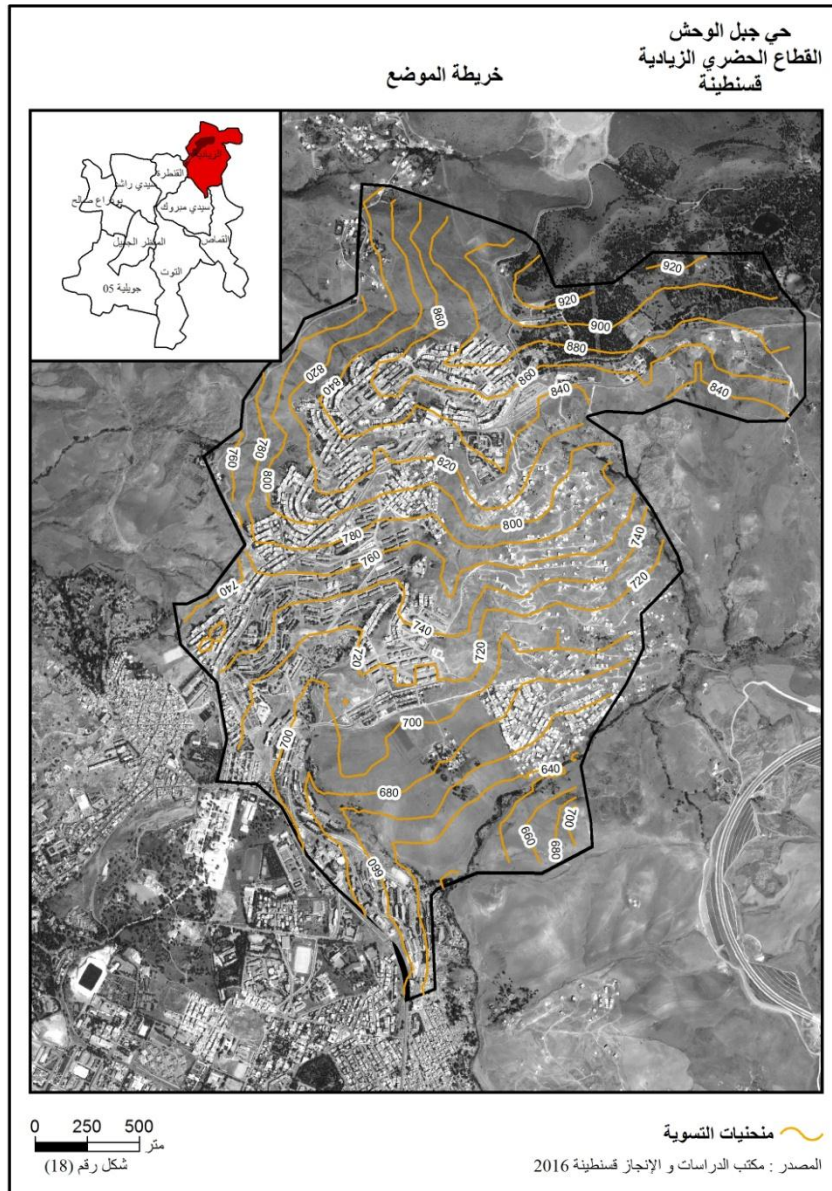 حي جبل الوحش
القطاع الحضري الزيادية
قسنطينة
خريطة الموضع
الزيادية
القنطرة
سيدي راشد
بوذراع صالح
سيدي مبروك
المنظر الجميل
القماص
التوت
جويلية 05
920
920
900
880
860
860
840
840
820
840
820
780
760
800
800
780
740
760
740
720
740
720
720
700
700
640
680
700
660
680
660
0 250 500
متر
منحنيات التسوية
شكل رقم (18)
المصدر : مكتب الدراسات و الإنجاز قسنطينة 2016